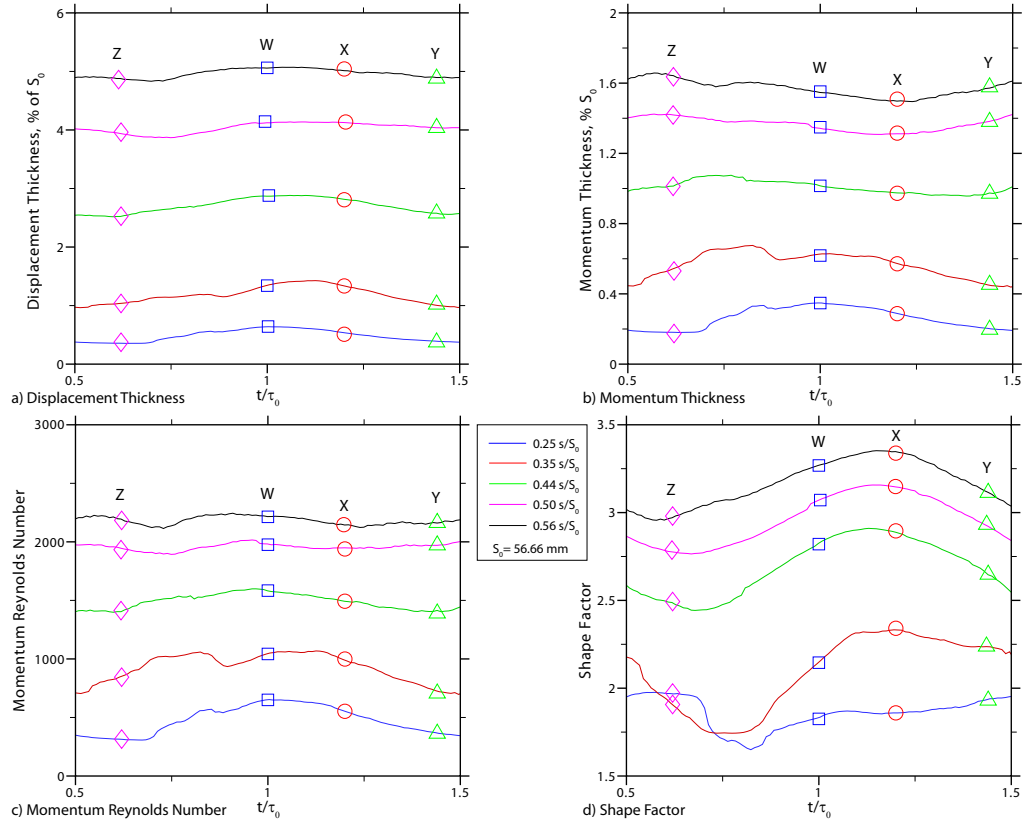 6
4
2
0
Displacement Thickness, % of S₀
Z
W
X
Y
0.5
1
1.5
t/τ₀
a) Displacement Thickness
2
1.6
1.2
0.8
0.4
0
Momentum Thickness, % S₀
Z
W
X
Y
0.5
1
1.5
t/τ₀
b) Momentum Thickness
3000
2000
1000
0
Momentum Reynolds Number
Z
W
X
Y
0.5
1
1.5
t/τ₀
c) Momentum Reynolds Number
0.25 s/S₀
0.35 s/S₀
0.44 s/S₀
0.50 s/S₀
0.56 s/S₀
S₀= 56.66 mm
3.5
3
2.5
2
1.5
Shape Factor
Z
W
X
Y
0.5
1
1.5
t/τ₀
d) Shape Factor